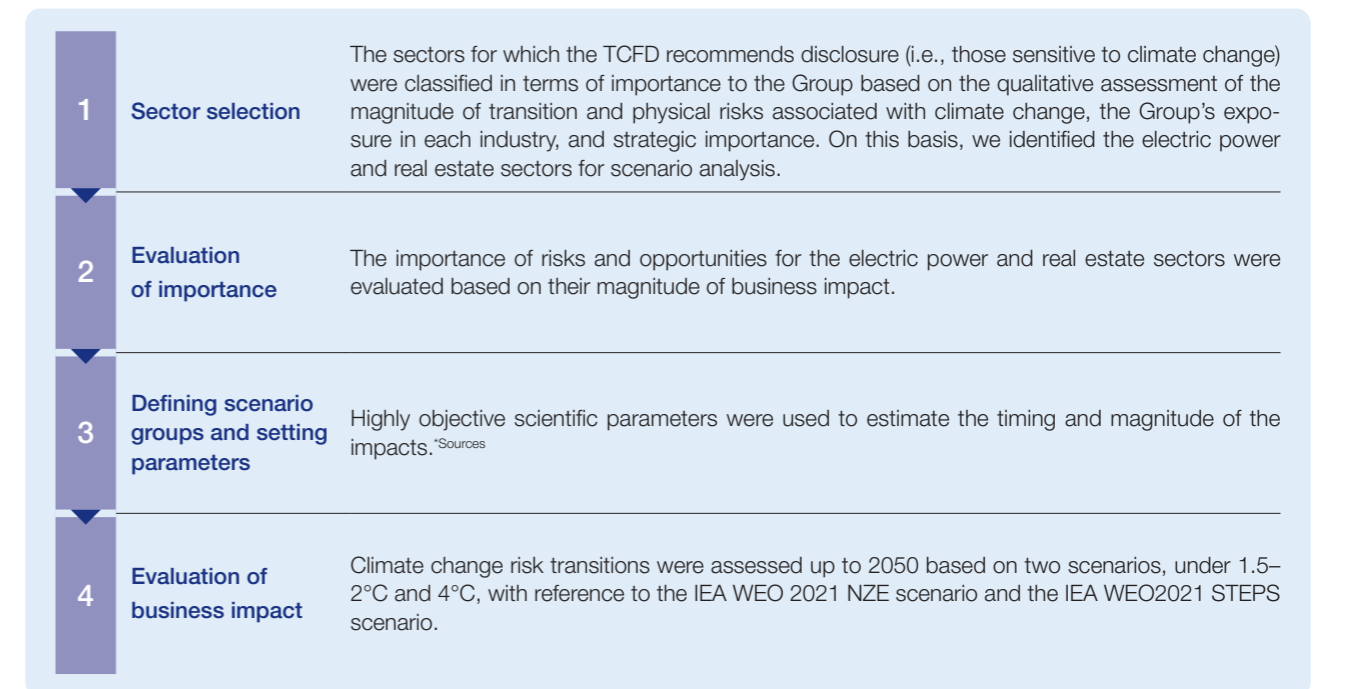 1
Sector selection
The sectors for which the TCFD recommends disclosure (i.e., those sensitive to climate change)
were classified in terms of importance to the Group based on the qualitative assessment of the
magnitude of transition and physical risks associated with climate change, the Group’s expo-
sure in each industry, and strategic importance. On this basis, we identified the electric power
and real estate sectors for scenario analysis.
2
Evaluation
of importance
The importance of risks and opportunities for the electric power and real estate sectors were
evaluated based on their magnitude of business impact.
3
Defining scenario
groups and setting
parameters
Highly objective scientific parameters were used to estimate the timing and magnitude of the
impacts.*Sources
4
Evaluation of
business impact
Climate change risk transitions were assessed up to 2050 based on two scenarios, under 1.5–
2°C and 4°C, with reference to the IEA WEO 2021 NZE scenario and the IEA WEO2021 STEPS
scenario.